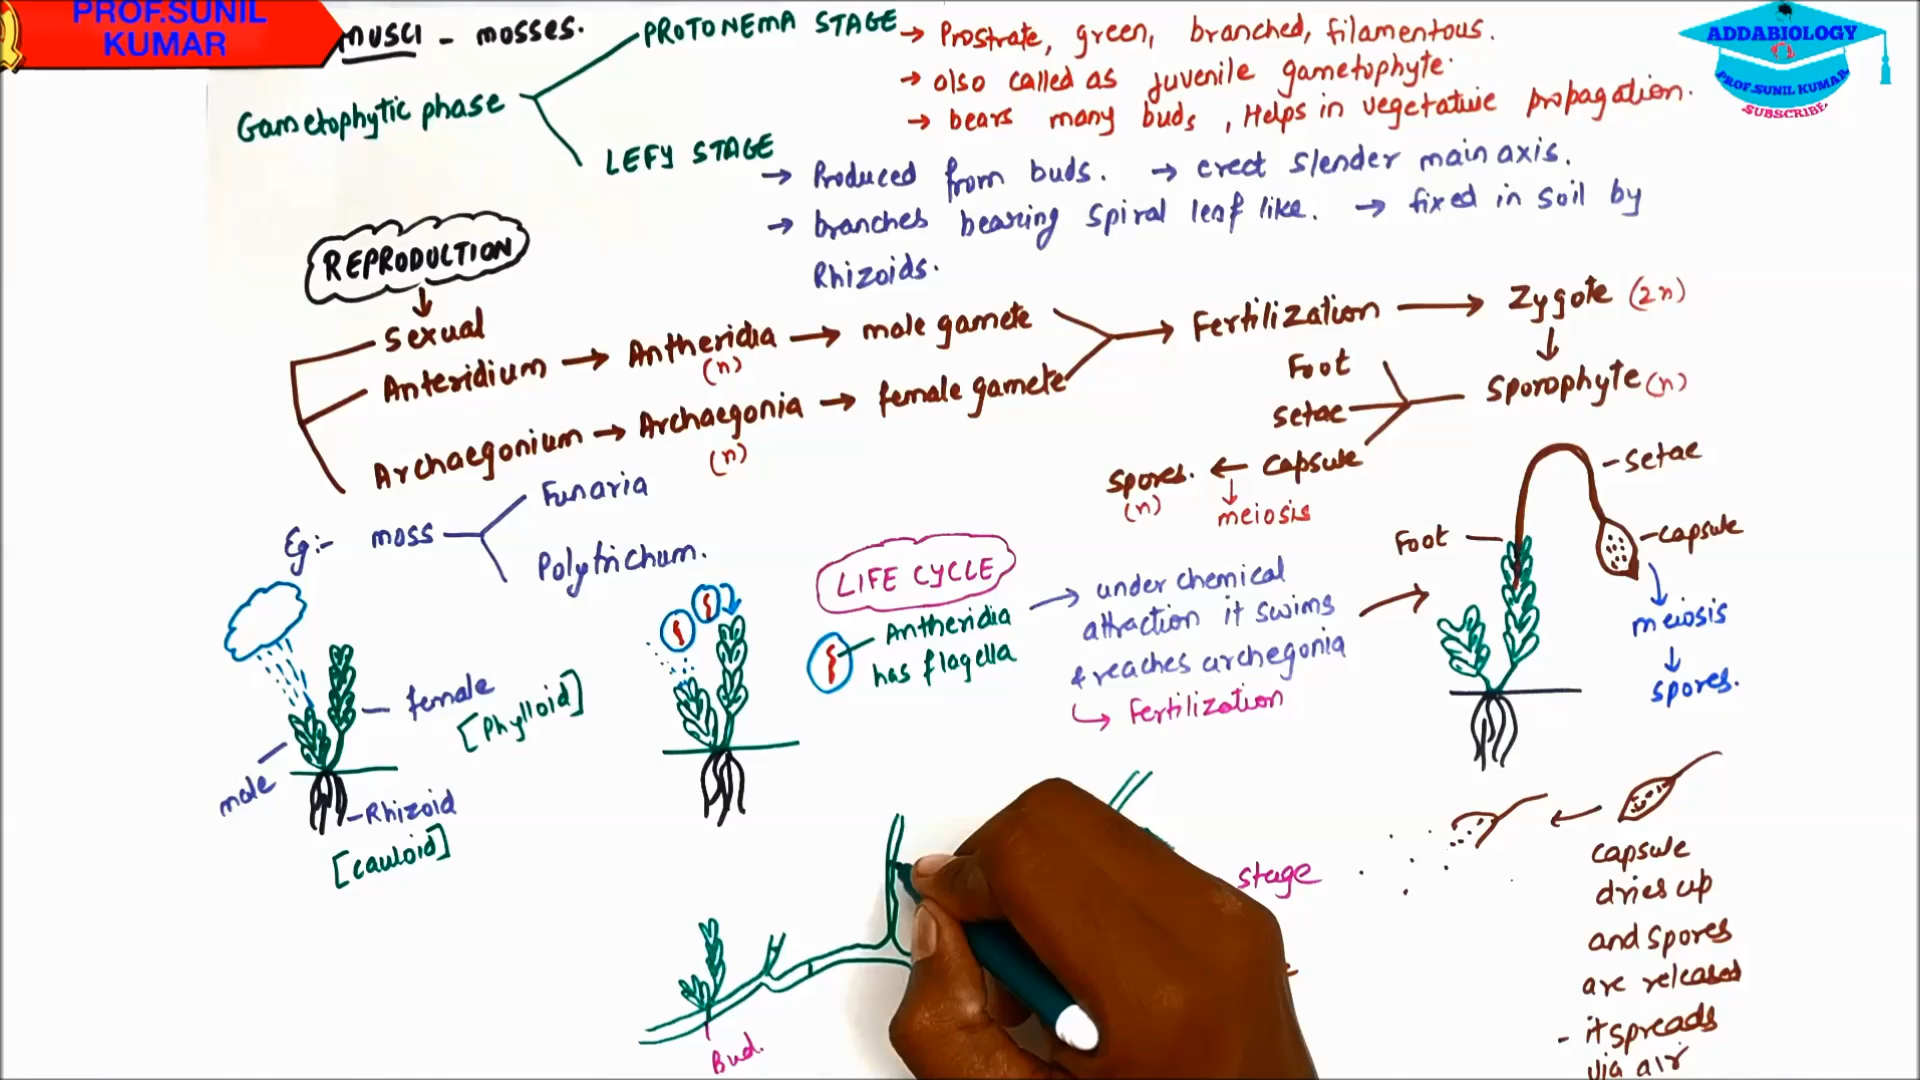 PROF.SUNIL
KUMAR
MUSCI - mosses.
Gametophytic phase
PROTONEMA STAGE → Prostrate, green, branched, filamentous.
→ also called as juvenile gametophyte.
→ bears many buds, Helps in vegetative propagation.
LEFY STAGE
→ Produced from buds. → erect slender main axis.
→ branches bearing spiral leaf like. → fixed in soil by
Rhizoids.
ADDABIOLOGY
PROF.SUNIL KUMAR
SUBSCRIBE
REPRODUCTION
Sexual
Anteridium → Antheridia → male gamete
(n)
Archaegonium → Archaegonia → female gamete
(n)
→ Fertilization → Zygote (2n)
Sporophyte (n)
Foot
Setae
Capsule
Spores. ←
(n)
meiosis
Eg:- moss
Funaria
Polytrichum.
female
[Phylloid]
male
-Rhizoid
[cauloid]
LIFE CYCLE
Antheridia
has flagella
→ under chemical
attraction it swims
& reaches archegonia
↳ Fertilization
Foot
-Setae
-capsule
meiosis
spores.
capsule
dries up
and spores
are released
- it spreads
via air
stage
Bud.